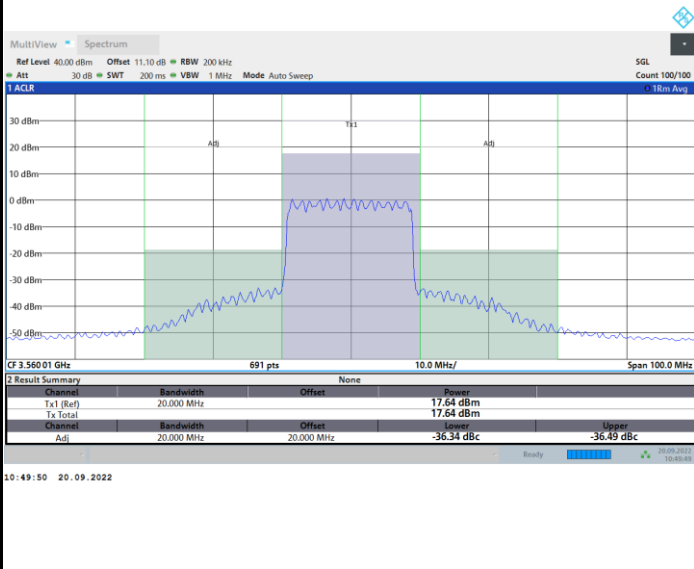 MultiView Spectrum
Ref Level 40.00 dBm Offset 11.10 dB RBW 200 kHz SGL
Att 30 dB SWT 200 ms VBW 1 MHz Mode Auto Sweep Count 100/100
1 ACLR 1Rm Avg
30 dBm
Tx1
20 dBm
Adj Adj
10 dBm
0 dBm
-10 dBm
-20 dBm
-30 dBm
-40 dBm
-50 dBm
CF 3.56001 GHz 691 pts 10.0 MHz/ Span 100.0 MHz
2 Result Summary None
Channel Bandwidth Offset Power
Tx1 (Ref) 20.000 MHz 17.64 dBm
Tx Total 17.64 dBm
Channel Bandwidth Offset Lower Upper
Adj 20.000 MHz 20.000 MHz -36.34 dBc -36.49 dBc
Ready 20.09.2022
10:49:49
10:49:50 20.09.2022